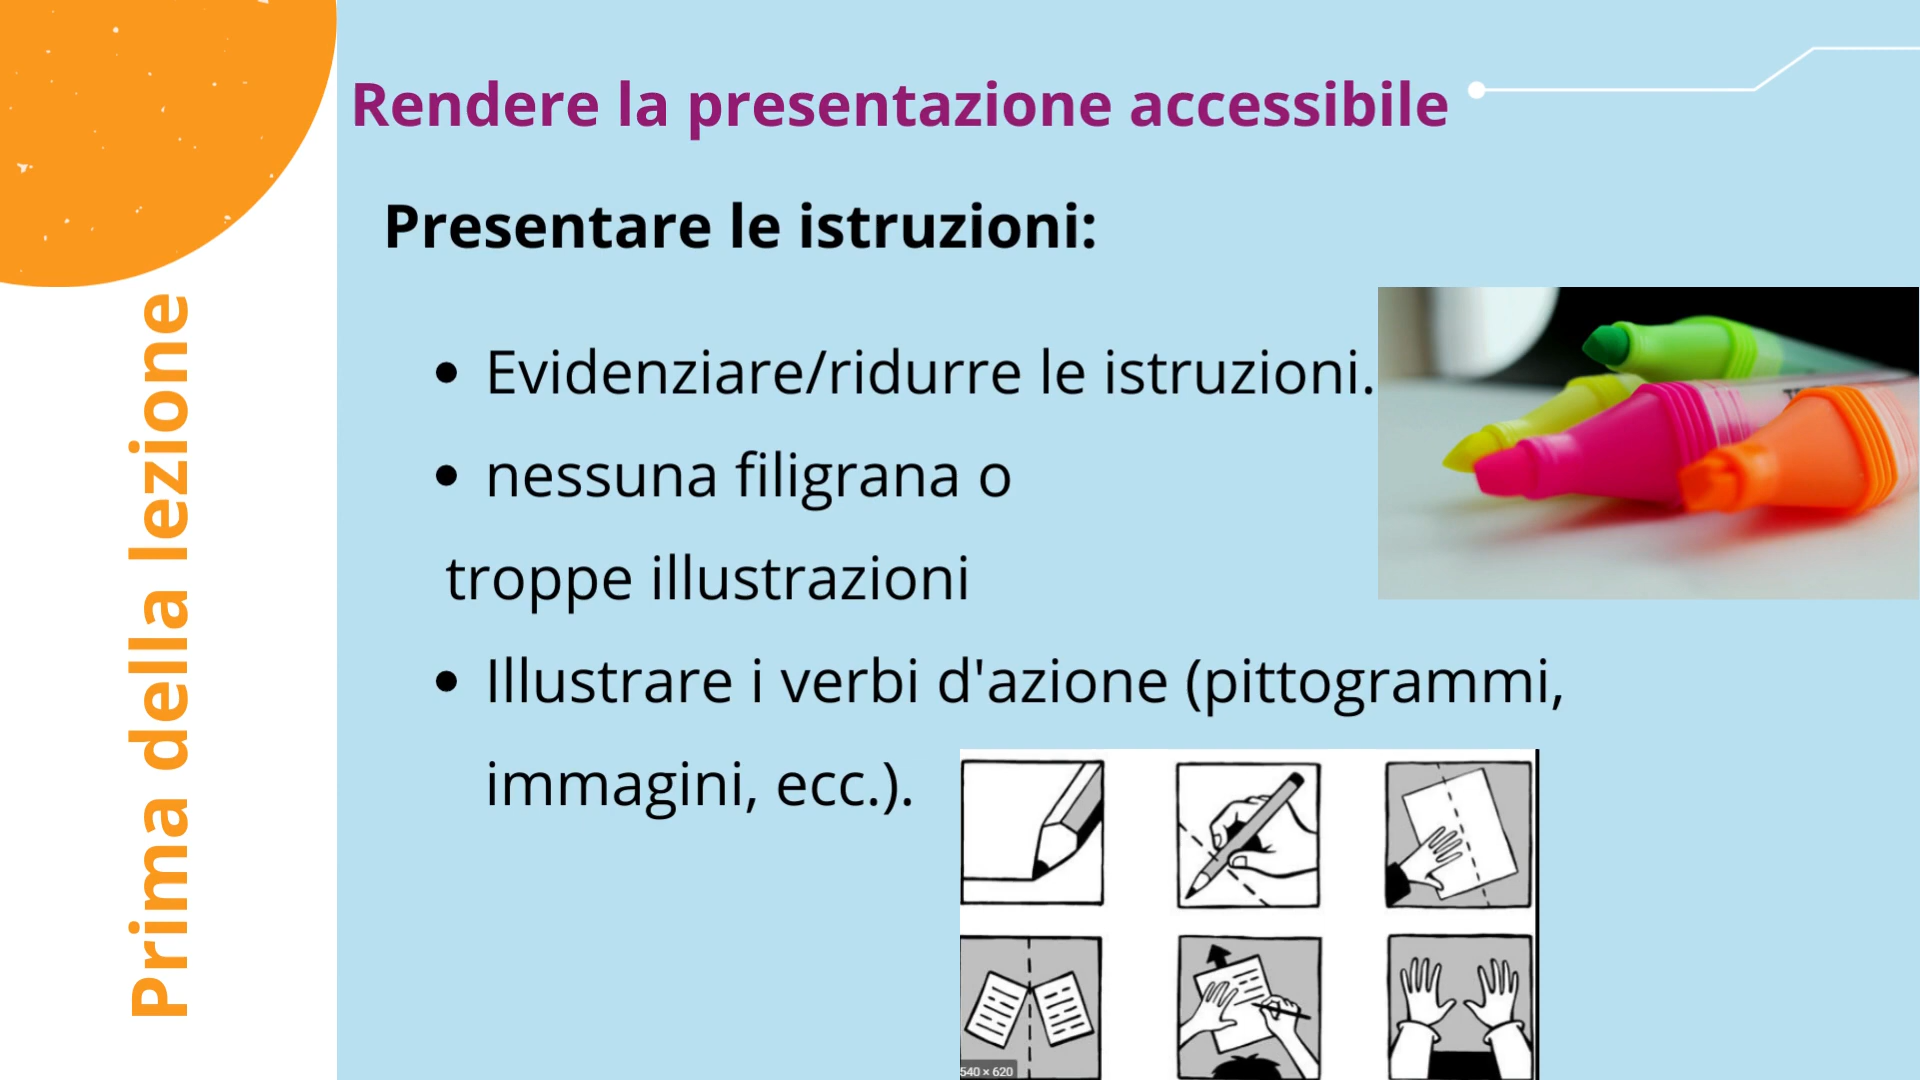 Rendere la presentazione accessibile
Presentare le istruzioni:
• Evidenziare/ridurre le istruzioni.
• nessuna filigrana o
troppe illustrazioni
• Illustrare i verbi d'azione (pittogrammi,
immagini, ecc.).
Prima della lezione
540 × 620